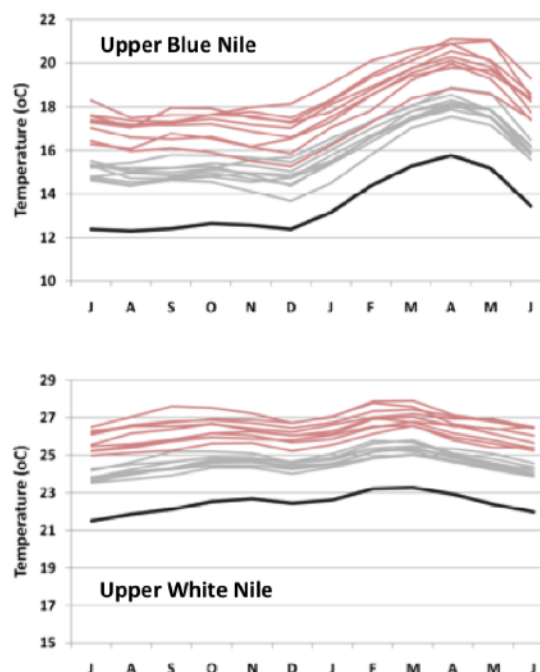 22
Upper Blue Nile
20
18
16
14
12
10
Temperature (oC)
J A S O N D J F M A M J
29
27
25
23
21
19
17
15
Temperature (oC)
Upper White Nile
J A S O N D J F M A M J